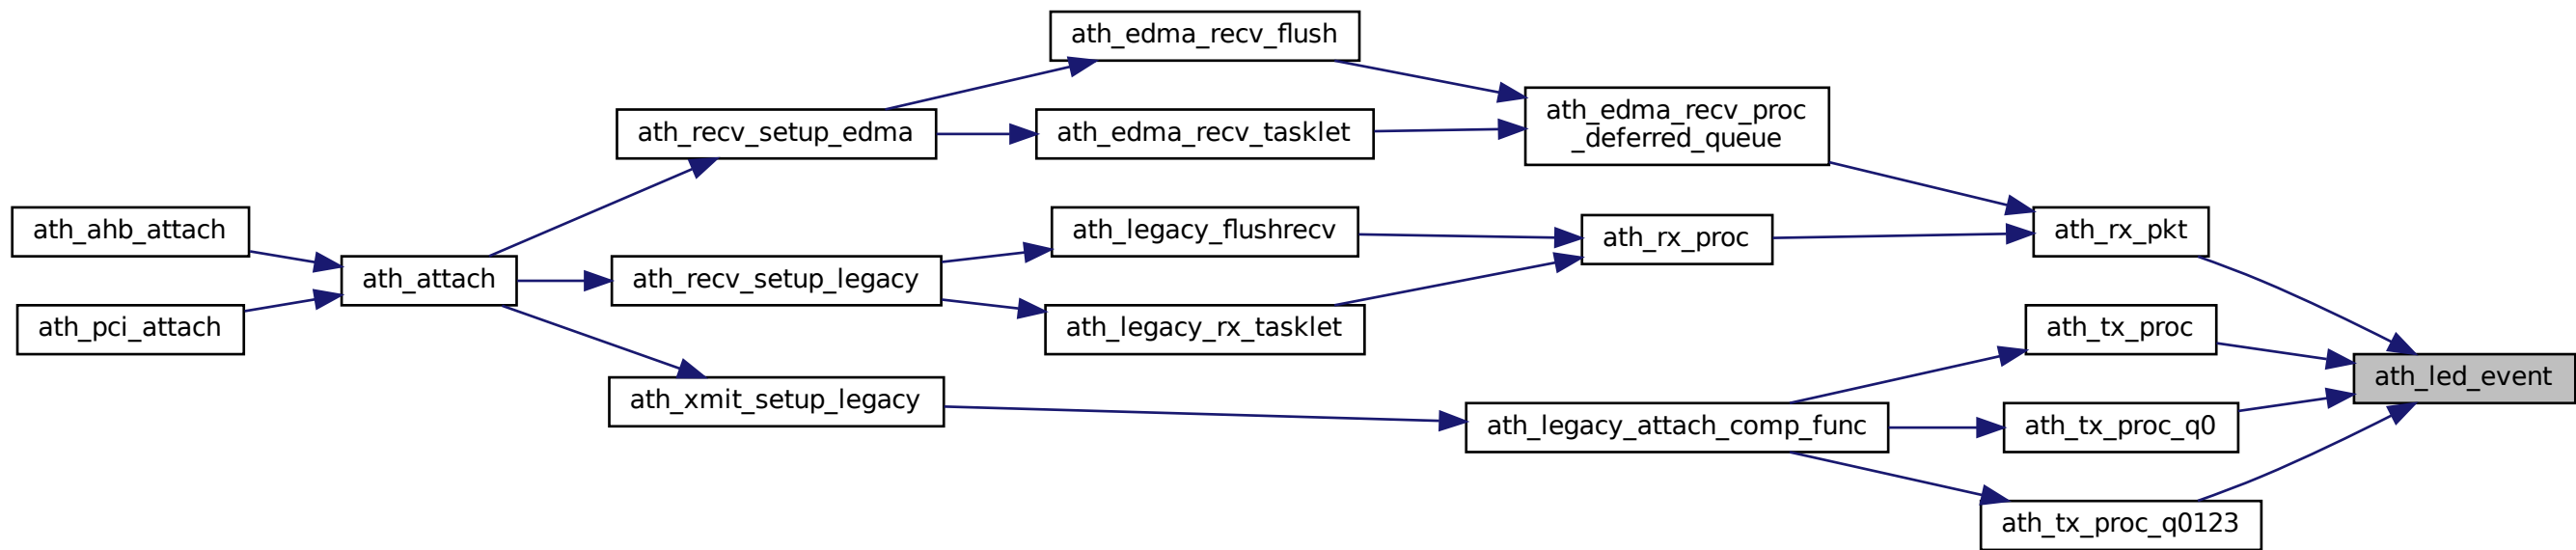 ath_edma_recv_flush
ath_edma_recv_proc
_deferred_queue
ath_recv_setup_edma
ath_edma_recv_tasklet
ath_ahb_attach
ath_legacy_flushrecv
ath_rx_proc
ath_rx_pkt
ath_attach
ath_recv_setup_legacy
ath_pci_attach
ath_legacy_rx_tasklet
ath_tx_proc
ath_led_event
ath_xmit_setup_legacy
ath_legacy_attach_comp_func
ath_tx_proc_q0
ath_tx_proc_q0123